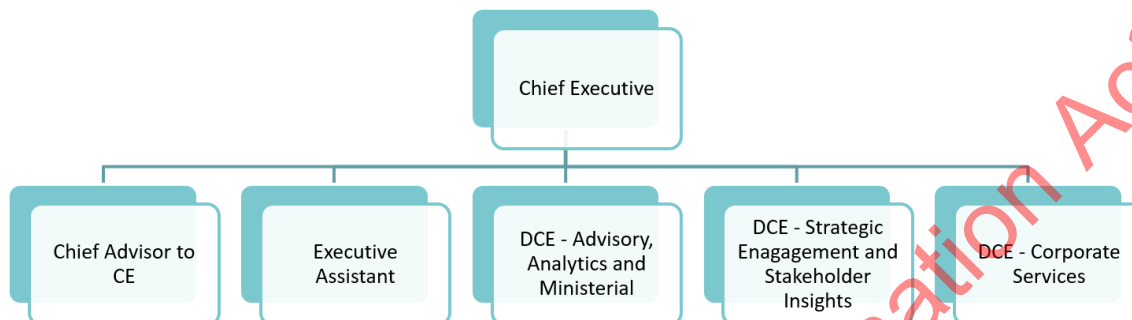 Chief Executive
Chief Advisor to
CE
Executive
Assistant
DCE - Advisory,
Analytics and
Ministerial
DCE - Strategic
Enagagement and
Stakeholder
Insights
DCE - Corporate
Services